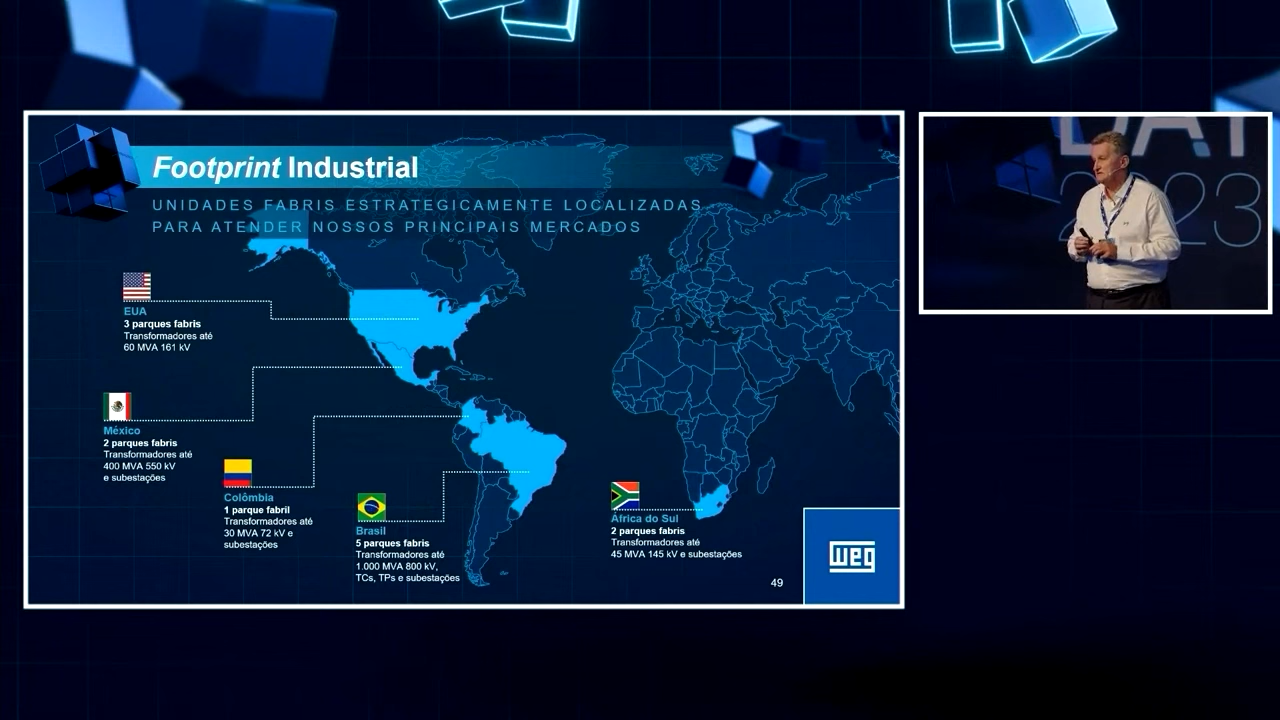 Footprint Industrial
UNIDADES FABRIS ESTRATEGICAMENTE LOCALIZADAS
PARA ATENDER NOSSOS PRINCIPAIS MERCADOS
EUA
3 parques fabris
Transformadores até
60 MVA 161 kV
México
2 parques fabris
Transformadores até
400 MVA 550 kV
e subestações
Colômbia
1 parque fabril
Transformadores até
30 MVA 72 kV e
subestações
Brasil
5 parques fabris
Transformadores até
1.000 MVA 800 kV,
TCs, TPs e subestações
África do Sul
2 parques fabris
Transformadores até
45 MVA 145 kV e subestações
49
weg
DAY
2023